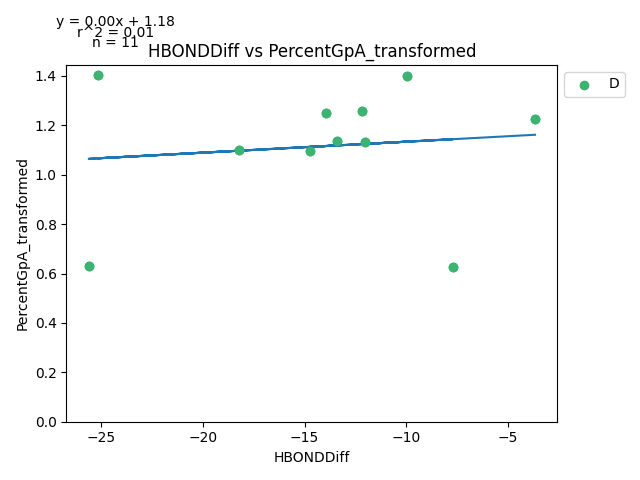 y = 0.00x + 1.18
r^2 = 0.01
n = 11
HBONDDiff vs PercentGpA_transformed
D
PercentGpA_transformed
1.4
1.2
1.0
0.8
0.6
0.4
0.2
0.0
−25
−20
−15
−10
−5
HBONDDiff